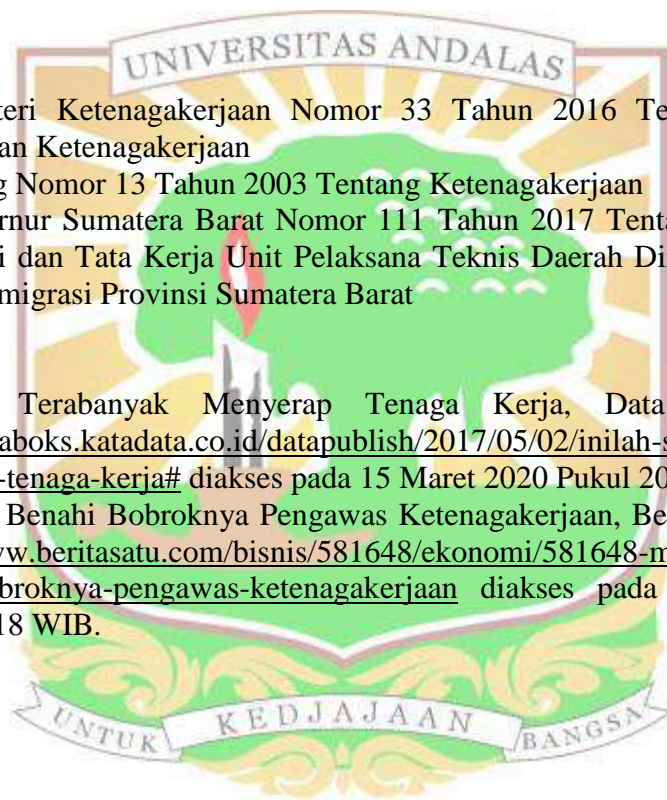 UNIVERSITAS ANDALAS
teri Ketenagakerjaan Nomor 33 Tahun 2016 Te
an Ketenagakerjaan
g Nomor 13 Tahun 2003 Tentang Ketenagakerjaan
rnur Sumatera Barat Nomor 111 Tahun 2017 Tenta
i dan Tata Kerja Unit Pelaksana Teknis Daerah Di
migrasi Provinsi Sumatera Barat
Terabanyak Menyerap Tenaga Kerja, Data
aboks.katadata.co.id/datapublish/2017/05/02/inilah-s
-tenaga-kerja# diakses pada 15 Maret 2020 Pukul 20
Benahi Bobroknya Pengawas Ketenagakerjaan, Be
ww.beritasatu.com/bisnis/581648/ekonomi/581648-m
broknya-pengawas-ketenagakerjaan diakses pada
18 WIB.
UNTUK KEDJAJAAN BANGSA